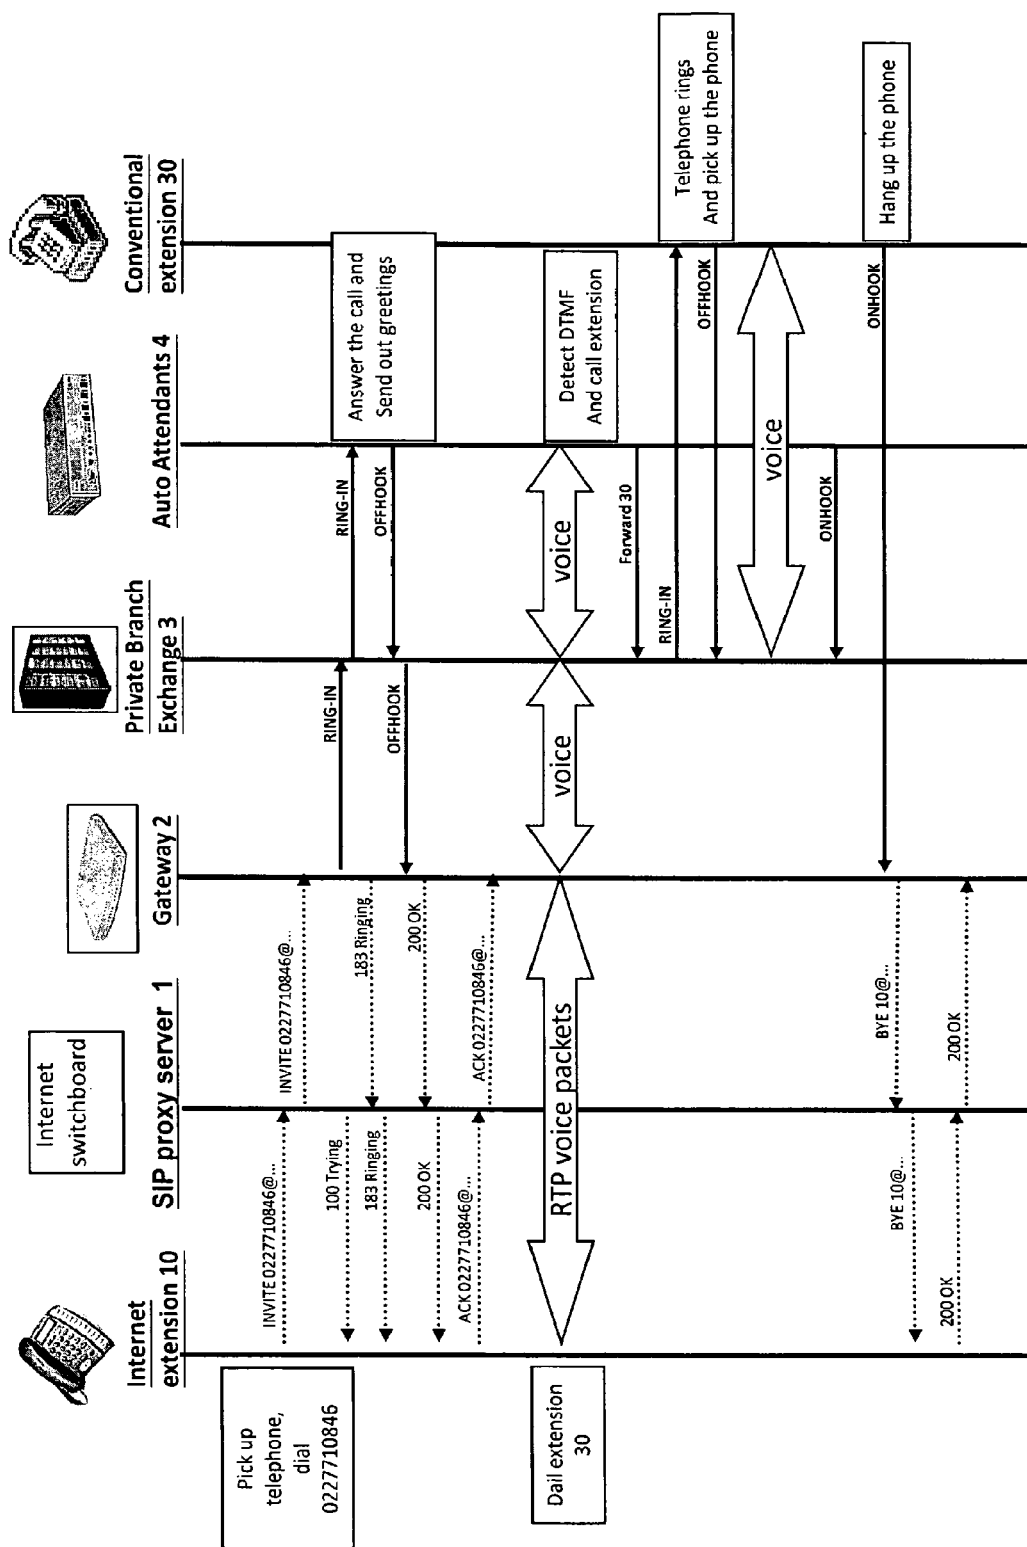 Internet
extension 10
Internet
switchboard
SIP proxy server 1
Gateway 2
Private Branch
Exchange 3
Auto Attendants 4
Conventional
extension 30
Pick up
telephone,
dial
0227710846
INVITE 0227710846@...
INVITE 0227710846@...
RING-IN
RING-IN
Answer the call and
Send out greetings
100 Trying
183 Ringing
183 Ringing
OFFHOOK
OFFHOOK
200 OK
200 OK
ACK 0227710846@...
ACK 0227710846@...
Dail extension
30
RTP voice packets
voice
voice
Detect DTMF
And call extension
Forward 30
RING-IN
Telephone rings
And pick up the phone
OFFHOOK
voice
ONHOOK
ONHOOK
Hang up the phone
BYE 10@...
BYE 10@...
200 OK
200 OK